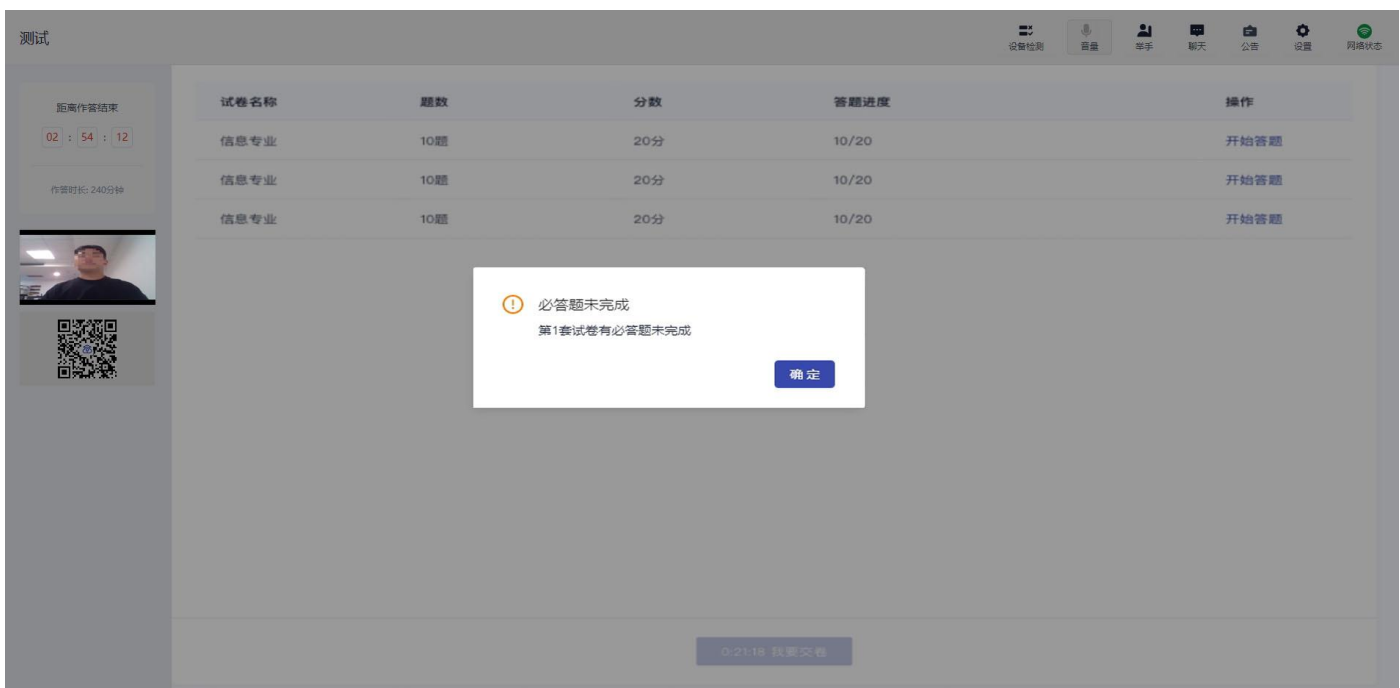 测试
设备检测 音量 举手 聊天 公告 设置 网络状态
距离作答结束
02 : 54 : 12
作答时长: 240分钟
试卷名称 题数 分数 答题进度 操作
信息专业 10题 20分 10/20 开始答题
信息专业 10题 20分 10/20 开始答题
信息专业 10题 20分 10/20 开始答题
必答题未完成
第1套试卷有必答题未完成
确定
0:21:18 我要交卷